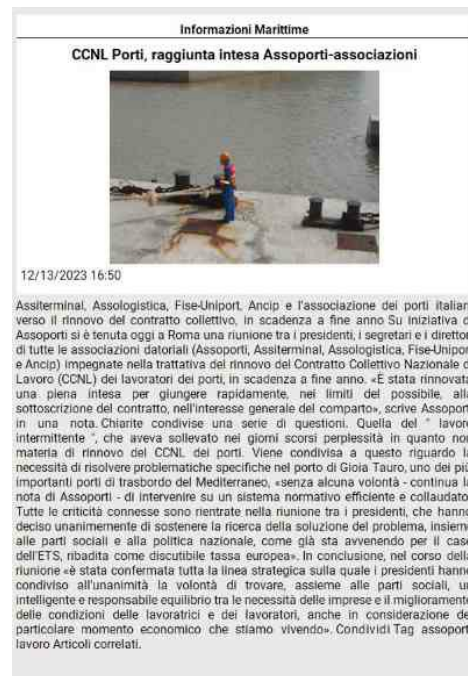 Informazioni Marittime
CCNL Porti, raggiunta intesa Assoporti-associazioni
12/13/2023 16:50
Assiterminal, Assologistica, Fise-Uniport, Ancip e l'associazione dei porti italian
verso il rinnovo del contratto collettivo, in scadenza a fine anno Su iniziativa d
Assoporti si è tenuta oggi a Roma una riunione tra i presidenti, i segretari e i direttor
di tutte le associazioni datoriali (Assoporti, Assiterminal, Assologistica, Fise-Unipor
e Ancip) impegnate nella trattativa del rinnovo del Contratto Collettivo Nazionale d
Lavoro (CCNL) dei lavoratori dei porti, in scadenza a fine anno. «È stata rinnovata
una piena intesa per giungere rapidamente, nei limiti del possibile, alla
sottoscrizione del contratto, nell'interesse generale del comparto», scrive Assopor
in una nota. Chiarite condivise una serie di questioni. Quella del " lavoro
intermittente ", che aveva sollevato nei giorni scorsi perplessità in quanto non
materia di rinnovo del CCNL dei porti. Viene condivisa a questo riguardo la
necessità di risolvere problematiche specifiche nel porto di Gioia Tauro, uno dei più
importanti porti di trasbordo del Mediterraneo, «senza alcuna volontà - continua la
nota di Assoporti - di intervenire su un sistema normativo efficiente e collaudato.
Tutte le criticità connesse sono rientrate nella riunione tra i presidenti, che hanno
deciso unanimemente di sostenere la ricerca della soluzione del problema, insieme
alle parti sociali e alla politica nazionale, come già sta avvenendo per il caso
dell'ETS, ribadita come discutibile tassa europea». In conclusione, nel corso della
riunione «è stata confermata tutta la linea strategica sulla quale i presidenti hanno
condiviso all'unanimità la volontà di trovare, assieme alle parti sociali, un
intelligente e responsabile equilibrio tra le necessità delle imprese e il miglioramento
delle condizioni delle lavoratrici e dei lavoratori, anche in considerazione de
particolare momento economico che stiamo vivendo». Condividi Tag assoport
lavoro Articoli correlati.